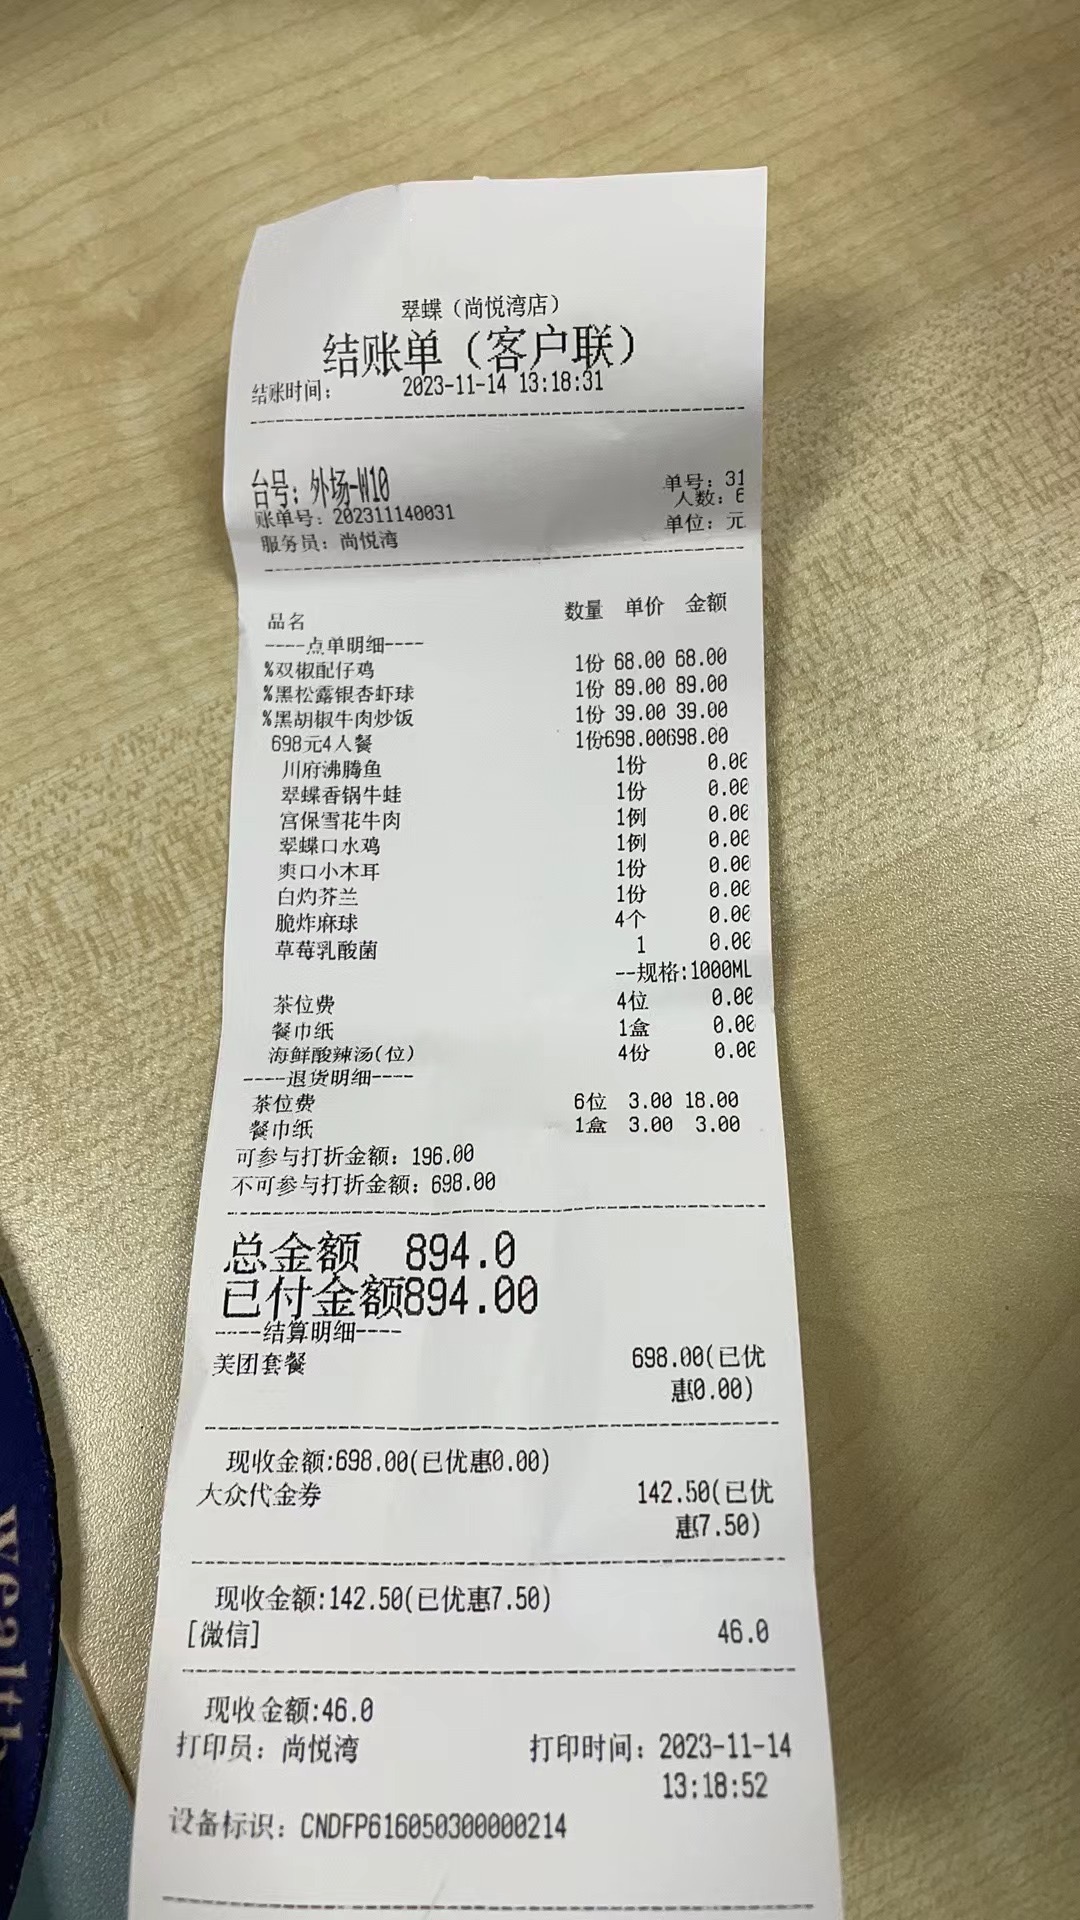 翠蝶（尚悦湾店）
结账单（客户联）
结账时间： 2023-11-14 13:18:31
台号：外场-W10
单号：31
账单号：202311140031
人数：6
服务员：尚悦湾
单位：元
品名 数量 单价 金额
----点单明细----
%双椒配仔鸡 1份 68.00 68.00
%黑松露银杏虾球 1份 89.00 89.00
%黑胡椒牛肉炒饭 1份 39.00 39.00
698元4人餐 1份698.00698.00
川府沸腾鱼 1份 0.00
翠蝶香锅牛蛙 1份 0.00
宫保雪花牛肉 1例 0.00
翠蝶口水鸡 1例 0.00
爽口小木耳 1份 0.00
白灼芥兰 1份 0.00
脆炸麻球 4个 0.00
草莓乳酸菌 1 0.00
--规格:1000ML
茶位费 4位 0.00
餐巾纸 1盒 0.00
海鲜酸辣汤(位) 4份 0.00
----退货明细----
茶位费 6位 3.00 18.00
餐巾纸 1盒 3.00 3.00
可参与打折金额：196.00
不可参与打折金额：698.00
总金额 894.0
已付金额894.00
----结算明细----
美团套餐 698.00(已优
惠0.00)
现收金额:698.00(已优惠0.00)
大众代金券 142.50(已优
惠7.50)
现收金额:142.50(已优惠7.50)
[微信] 46.0
现收金额:46.0
打印员：尚悦湾 打印时间：2023-11-14
13:18:52
设备标识：CNDFP616050300000214
wealth